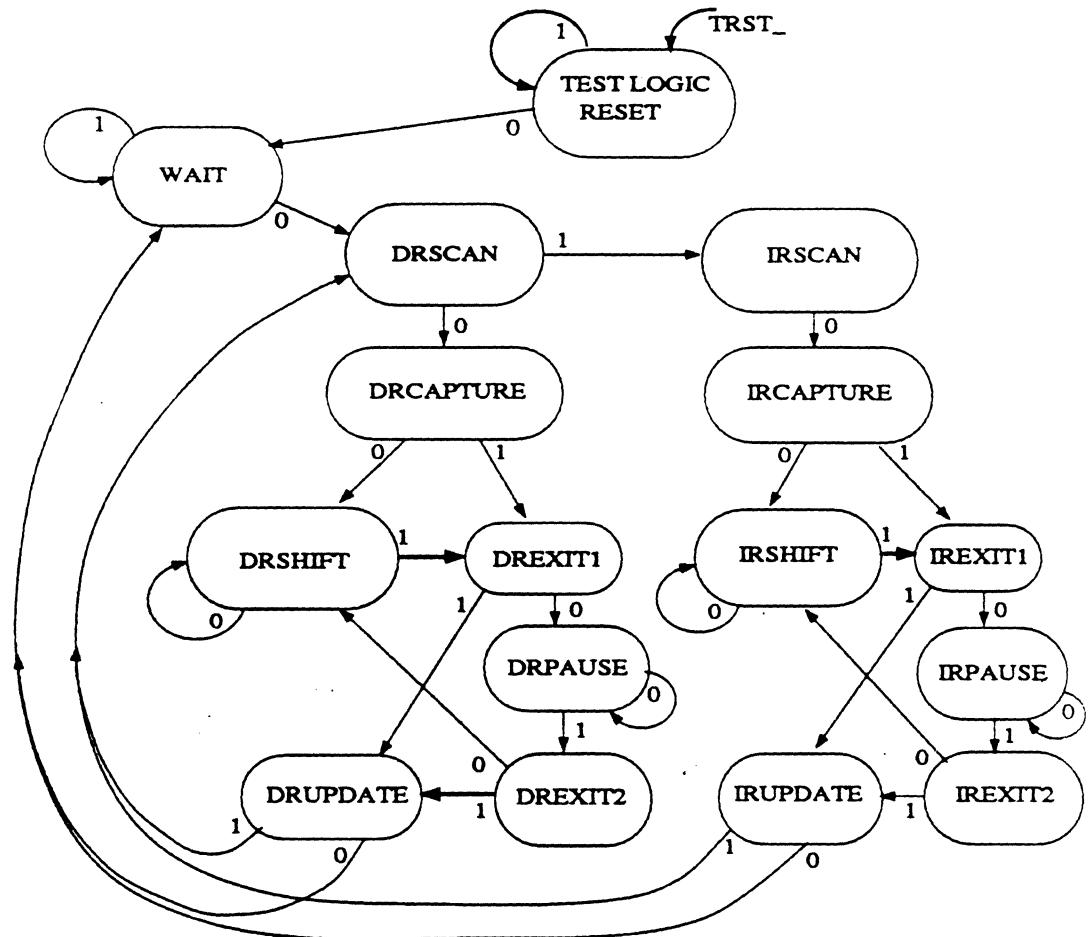 TRST_
1
TEST LOGIC
RESET
0
1
WAIT
0
DRSCAN
1
IRSCAN
0
0
DRCAPTURE
IRCAPTURE
0
1
0
1
DRSHIFT
1
DREXIT1
IRSHIFT
1
IREXIT1
0
1
0
0
1
0
DRPAUSE
0
IRPAUSE
0
1
1
0
0
DRUPDATE
1
DREXIT2
IRUPDATE
1
IREXIT2
1
0
1
0